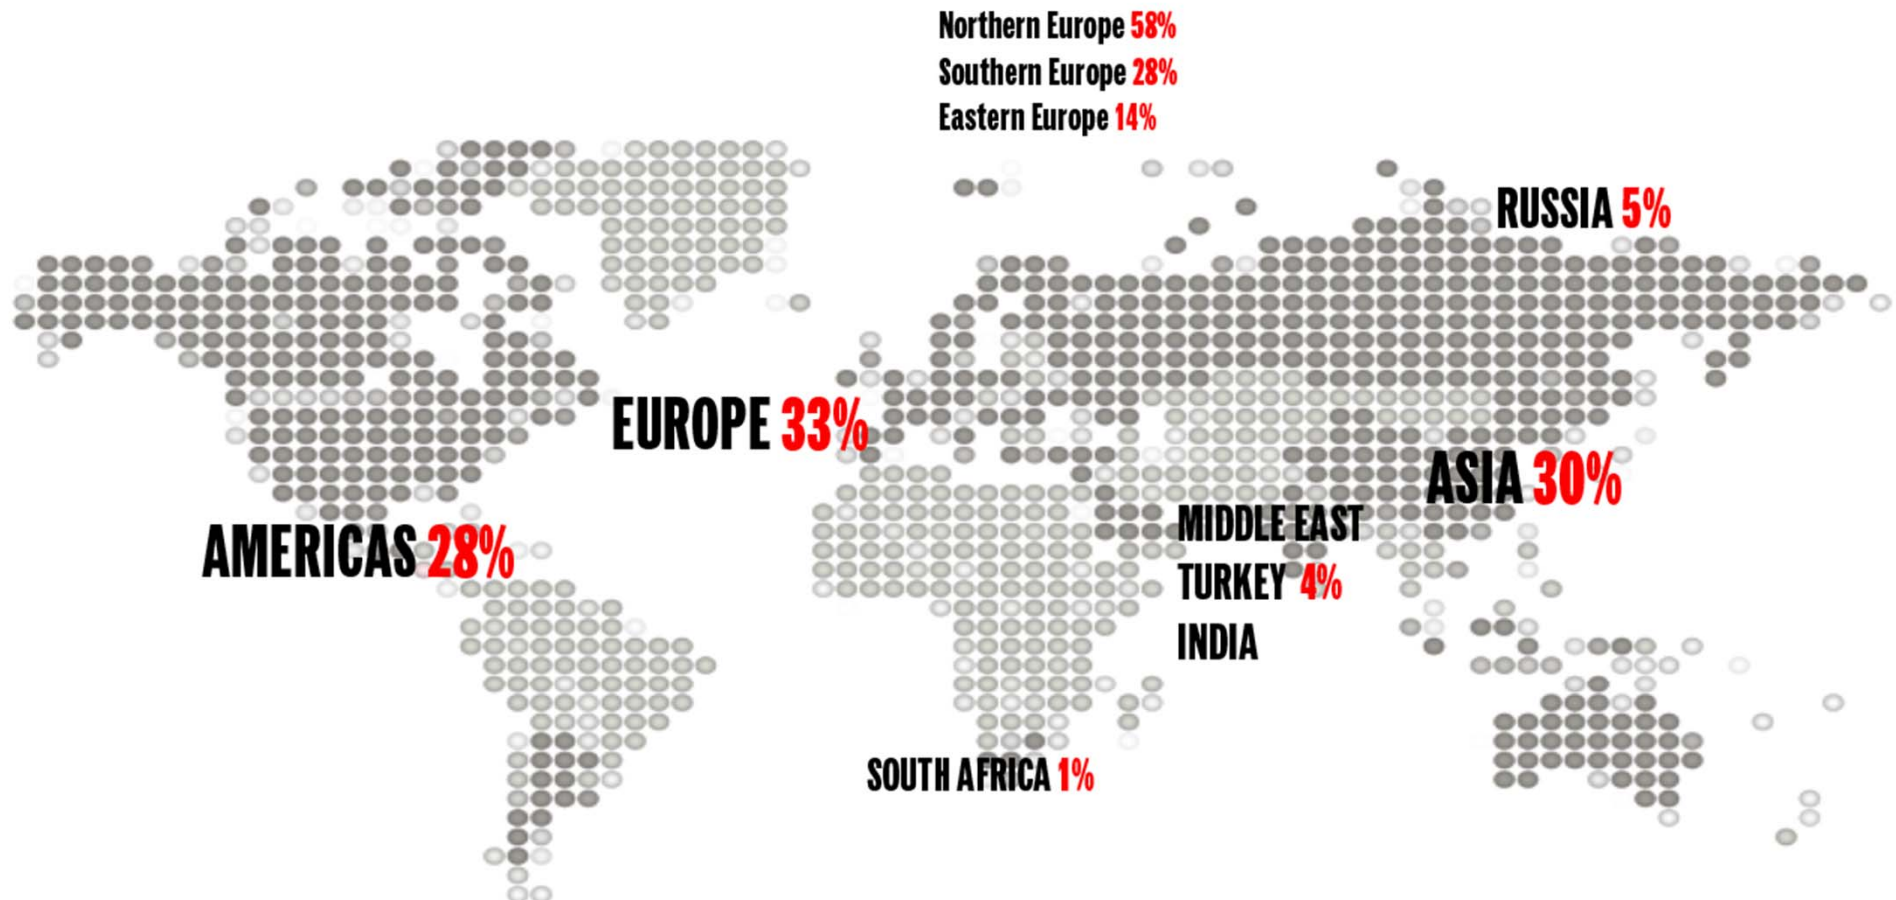 Northern Europe 58%
Southern Europe 28%
Eastern Europe 14%
RUSSIA 5%
EUROPE 33%
ASIA 30%
AMERICAS 28%
MIDDLE EAST
TURKEY 4%
INDIA
SOUTH AFRICA 1%